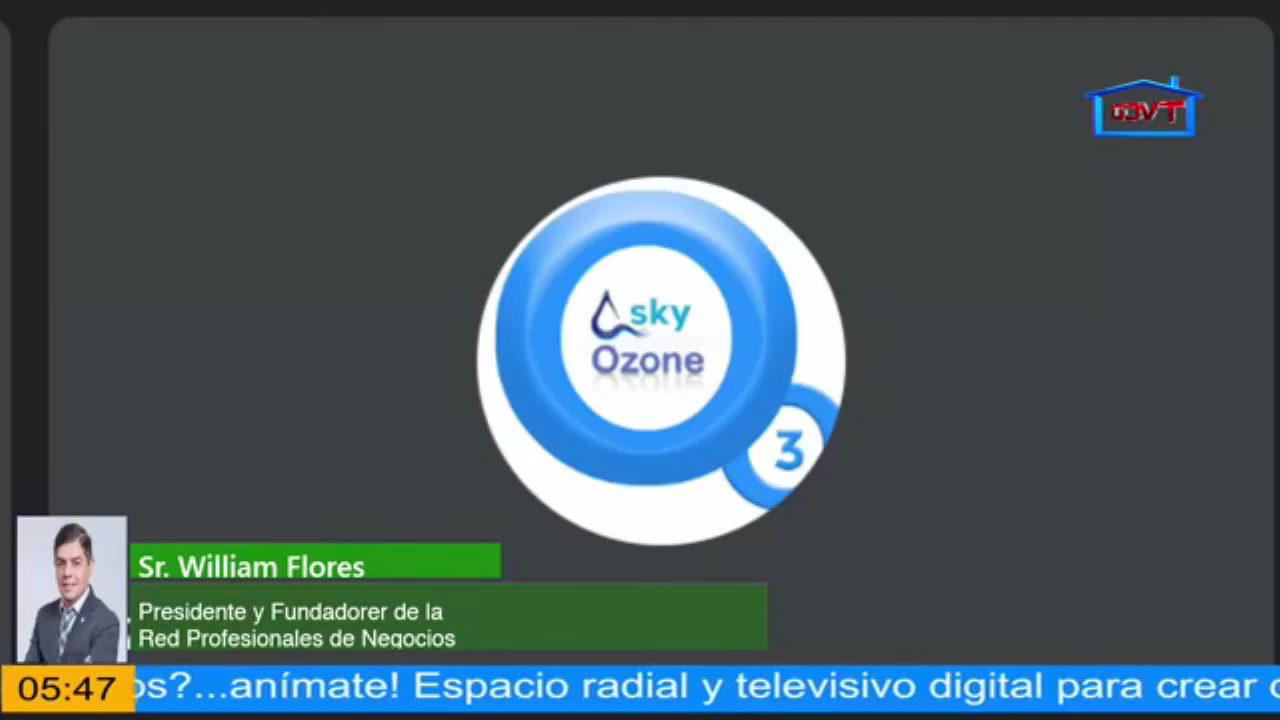 sky
Ozone
3
Sr. William Flores
Presidente y Fundadorer de la
Red Profesionales de Negocios
05:47
os?...anímate! Espacio radial y televisivo digital para crear